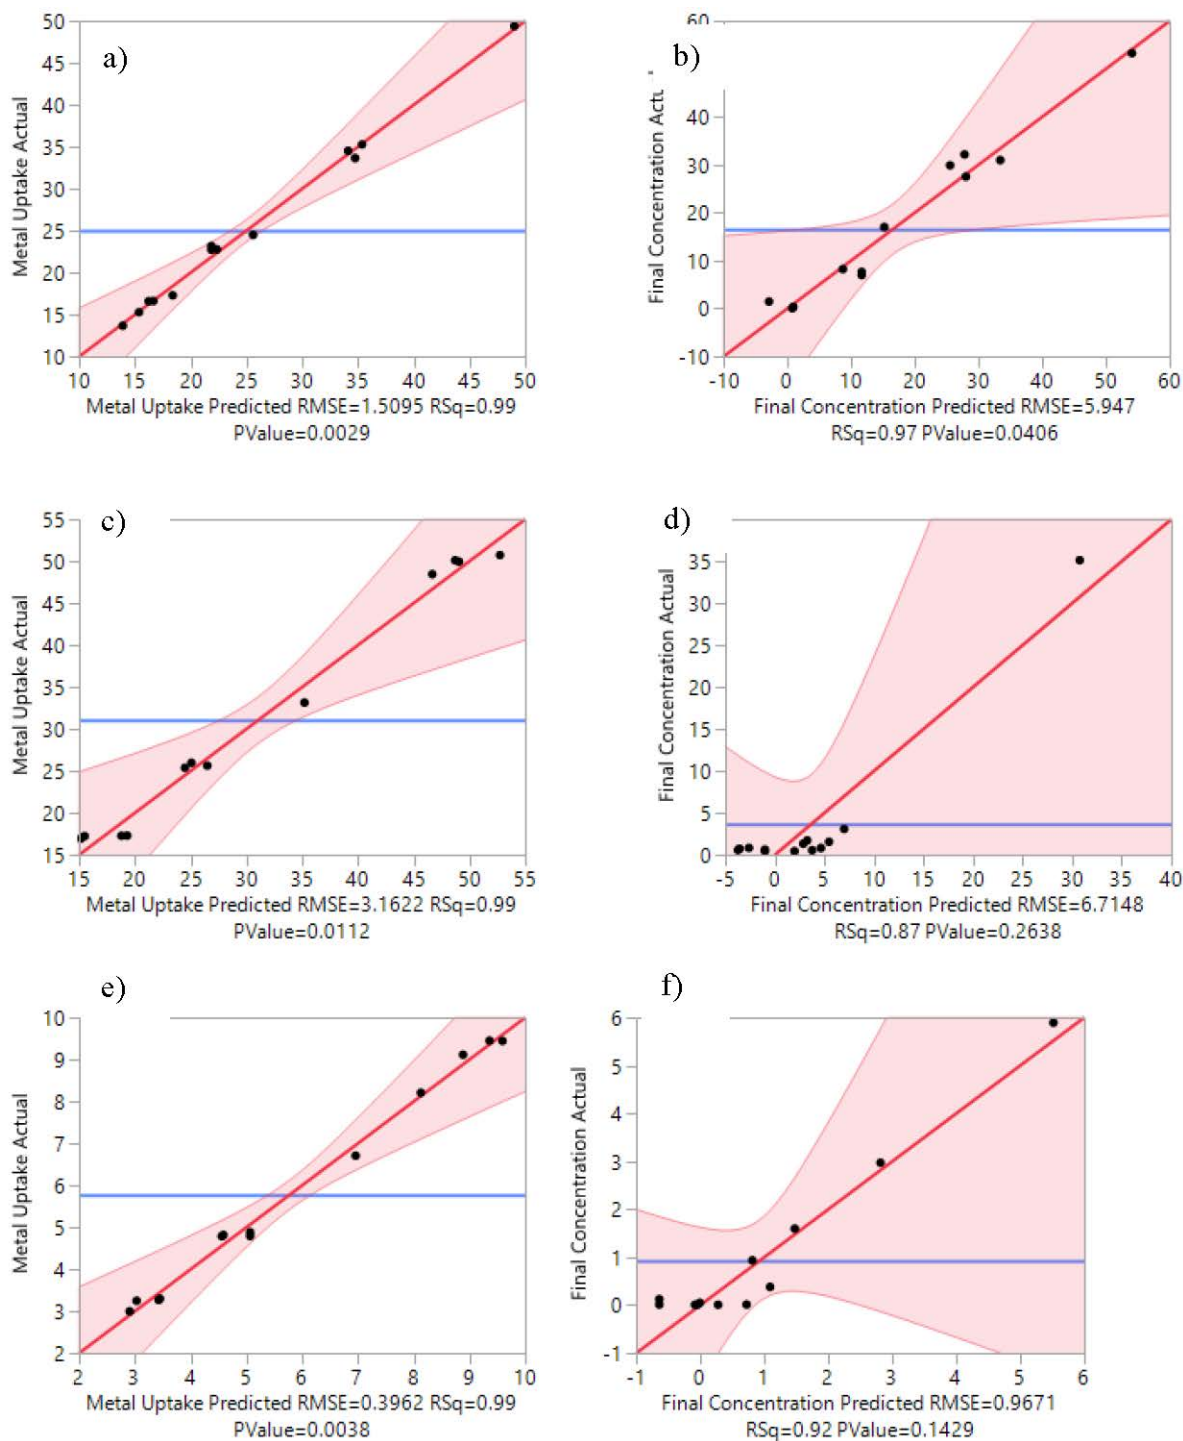 a)
Metal Uptake Actual
50
45
40
35
30
25
20
15
10
10 15 20 25 30 35 40 45 50
Metal Uptake Predicted RMSE=1.5095 RSq=0.99
PValue=0.0029
b)
Final Concentration
60
40
30
20
10
0
-10
-10 0 10 20 30 40 50 60
Final Concentration Predicted RMSE=5.947
RSq=0.97 PValue=0.0406
c)
Metal Uptake Actual
55
50
45
40
35
30
25
20
15
15 20 25 30 35 40 45 50 55
Metal Uptake Predicted RMSE=3.1622 RSq=0.99
PValue=0.0112
d)
Final Concentration Actual
35
30
25
20
15
10
5
0
-5 0 5 10 15 20 25 30 35 40
Final Concentration Predicted RMSE=6.7148
RSq=0.87 PValue=0.2638
e)
Metal Uptake Actual
10
9
8
7
6
5
4
3
2
2 3 4 5 6 7 8 9 10
Metal Uptake Predicted RMSE=0.3962 RSq=0.99
PValue=0.0038
f)
Final Concentration Actual
6
5
4
3
2
1
0
-1
-1 0 1 2 3 4 5 6
Final Concentration Predicted RMSE=0.9671
RSq=0.92 PValue=0.1429